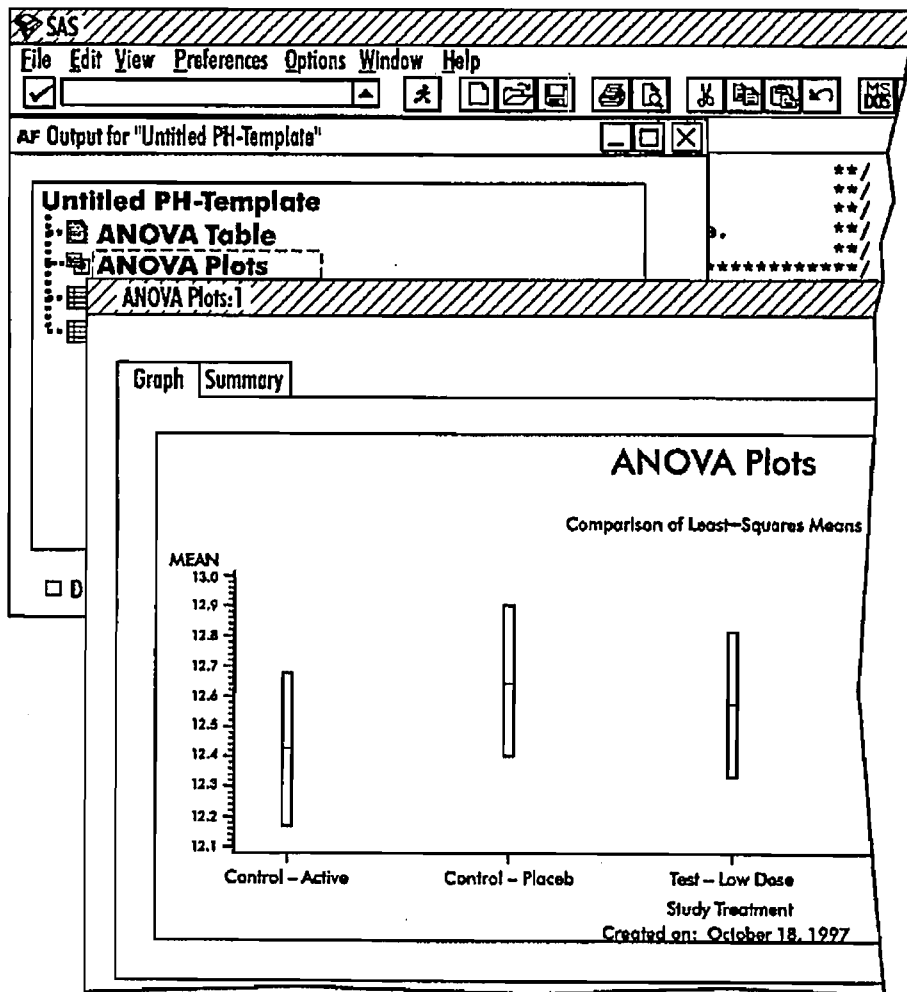 SAS
File Edit View Preferences Options Window Help
MS DOS
AF Output for "Untitled PH-Template"
**/
**/
**/
Untitled PH-Template
ANOVA Table
**/
**/
ANOVA Plots
************/
ANOVA Plots:1
Graph Summary
ANOVA Plots
Comparison of Least-Squares Means
MEAN
13.0
12.9
12.8
12.7
12.6
12.5
12.4
12.3
12.2
12.1
D
Control – Active Control – Placeb Test – Low Dose
Study Treatment
Created on: October 18, 1997